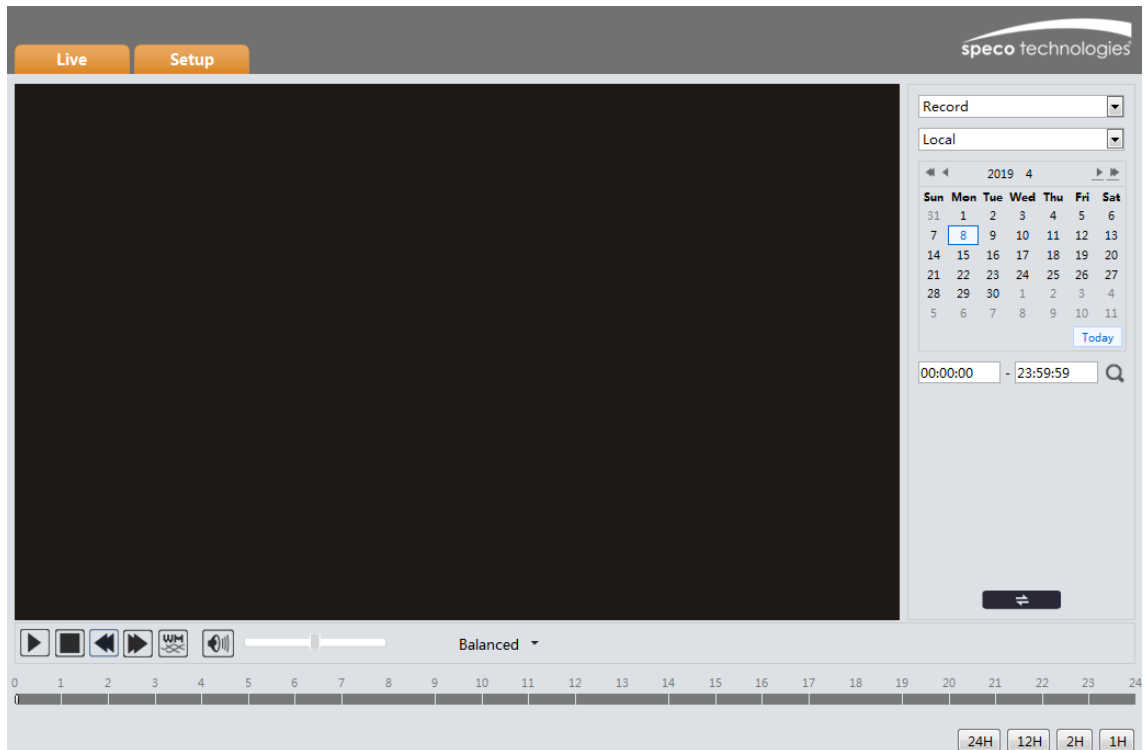 Live Setup
speco technologies
Record
Local
2019 4
Sun Mon Tue Wed Thu Fri Sat
31 1 2 3 4 5 6
7 8 9 10 11 12 13
14 15 16 17 18 19 20
21 22 23 24 25 26 27
28 29 30 1 2 3 4
5 6 7 8 9 10 11
Today
00:00:00 - 23:59:59
WM
Balanced
0 1 2 3 4 5 6 7 8 9 10 11 12 13 14 15 16 17 18 19 20 21 22 23 24
24H 12H 2H 1H